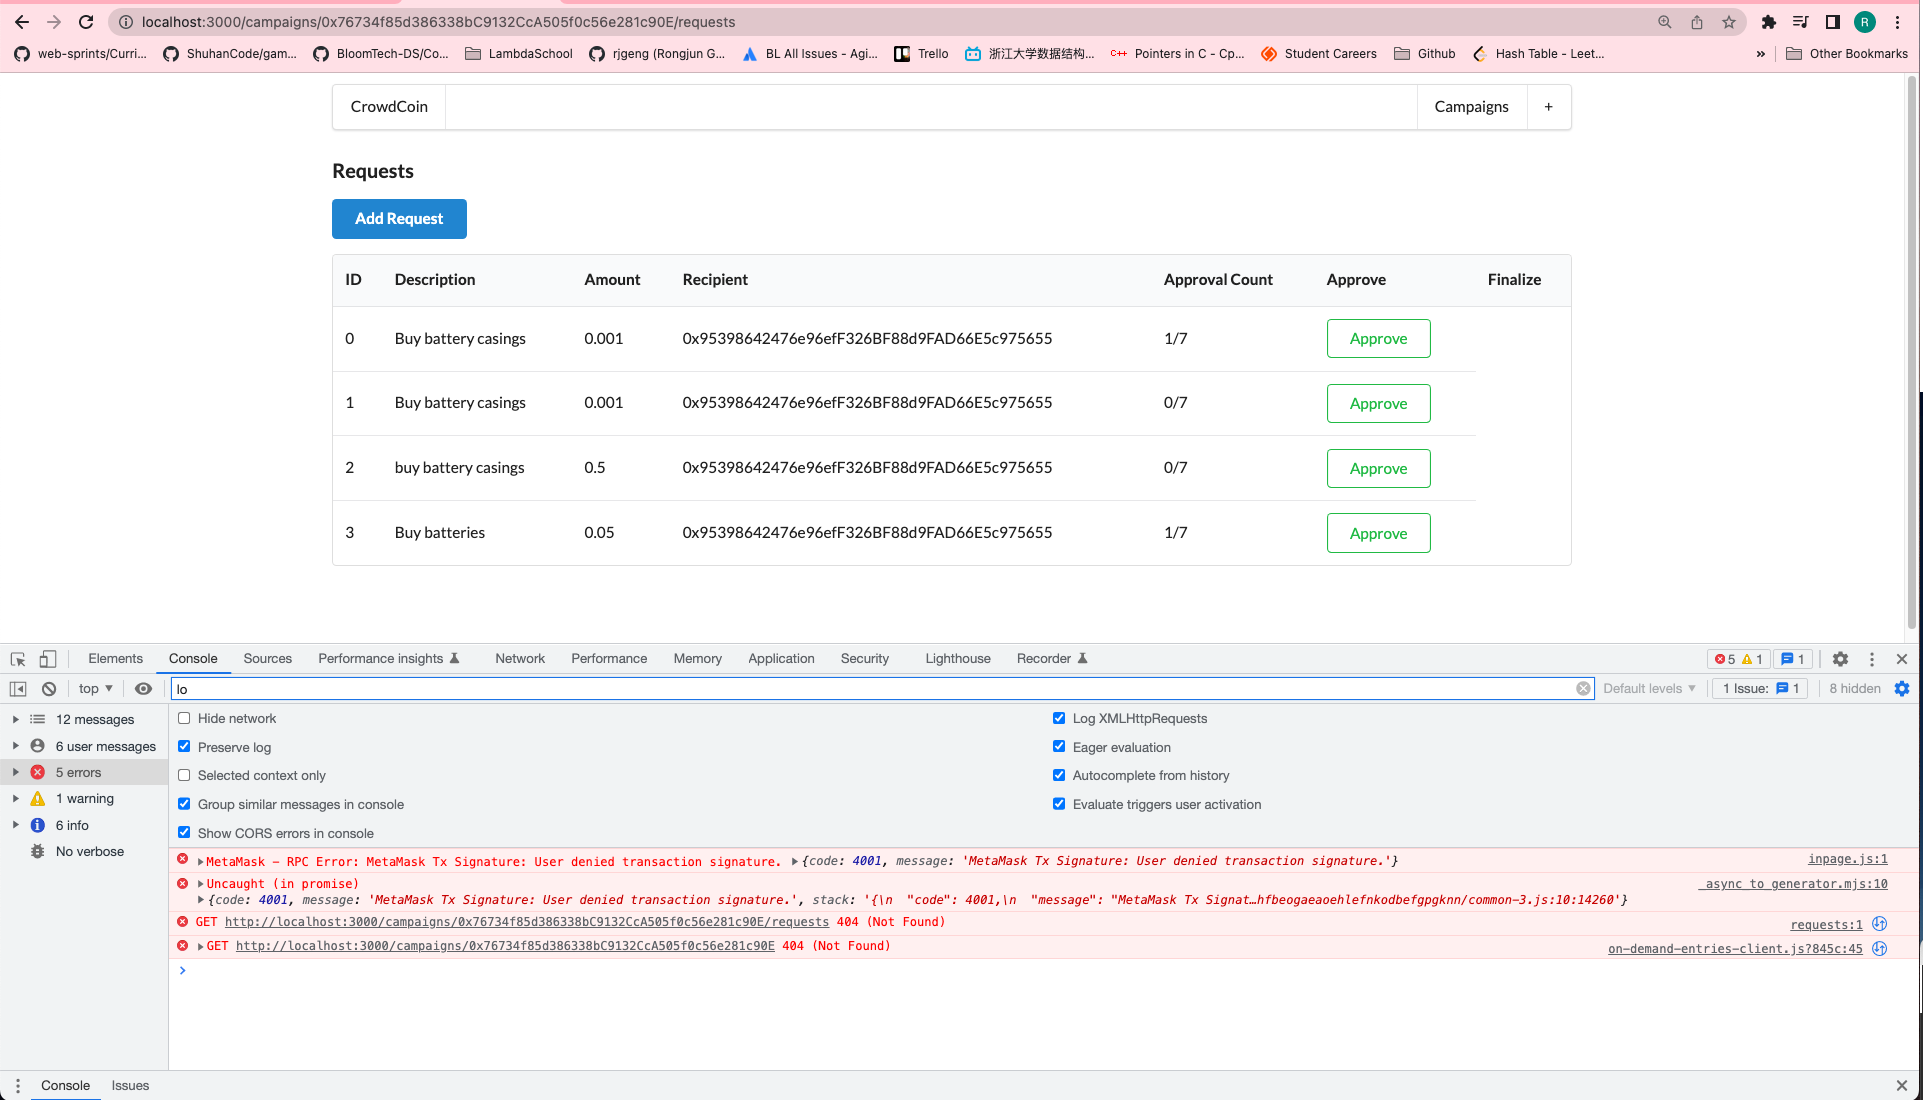 localhost:3000/campaigns/0x76734f85d386338bC9132CcA505f0c56e281c90E/requests
R
web-sprints/Curri...
ShuhanCode/gam...
BloomTech-DS/Co...
LambdaSchool
rjgeng (Rongjun G...
BL All Issues - Agi...
Trello
浙江大学数据结构...
C++ Pointers in C - Cp...
Student Careers
Github
Hash Table - Leet...
»
Other Bookmarks
CrowdCoin
Campaigns
+
Requests
Add Request
ID Description Amount Recipient Approval Count Approve Finalize
0 Buy battery casings 0.001 0x95398642476e96efF326BF88d9FAD66E5c975655 1/7 Approve
1 Buy battery casings 0.001 0x95398642476e96efF326BF88d9FAD66E5c975655 0/7 Approve
2 buy battery casings 0.5 0x95398642476e96efF326BF88d9FAD66E5c975655 0/7 Approve
3 Buy batteries 0.05 0x95398642476e96efF326BF88d9FAD66E5c975655 1/7 Approve
Elements Console Sources Performance insights Network Performance Memory Application Security Lighthouse Recorder 5 1 1
top lo Default levels 1 Issue: 1 8 hidden
12 messages
6 user messages
5 errors
1 warning
6 info
No verbose
Hide network
Preserve log
Selected context only
Group similar messages in console
Show CORS errors in console
Log XMLHttpRequests
Eager evaluation
Autocomplete from history
Evaluate triggers user activation
MetaMask - RPC Error: MetaMask Tx Signature: User denied transaction signature. {code: 4001, message: 'MetaMask Tx Signature: User denied transaction signature.'} inpage.js:1
Uncaught (in promise) _async_to_generator.mjs:10
{code: 4001, message: 'MetaMask Tx Signature: User denied transaction signature.', stack: '{\n  "code": 4001,\n  "message": "MetaMask Tx Signat…hfbeogaeaoehlefnkodbefgpgknn/common-3.js:10:14260'}
GET http://localhost:3000/campaigns/0x76734f85d386338bC9132CcA505f0c56e281c90E/requests 404 (Not Found) requests:1
GET http://localhost:3000/campaigns/0x76734f85d386338bC9132CcA505f0c56e281c90E 404 (Not Found) on-demand-entries-client.js?845c:45
Console Issues